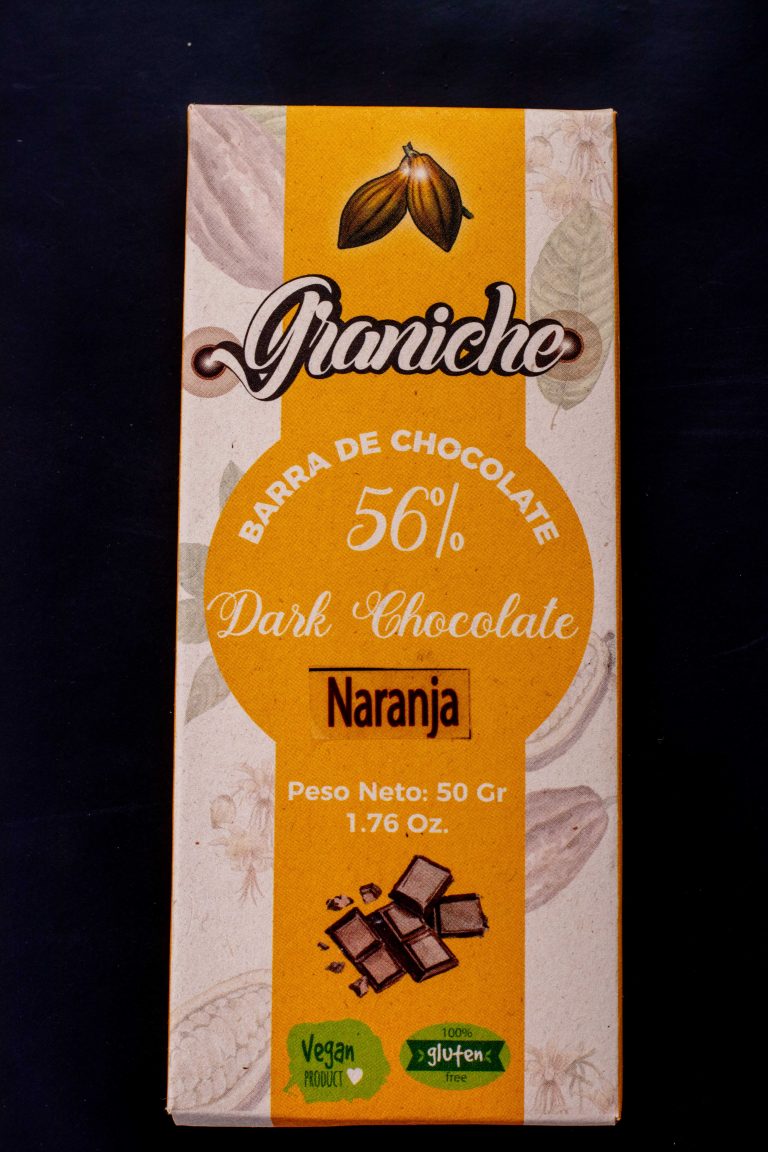 Graniche
BARRA DE CHOCOLATE
56%
Dark Chocolate
Naranja
Peso Neto: 50 Gr
1.76 Oz.
Vegan
PRODUCT
100%
gluten
free